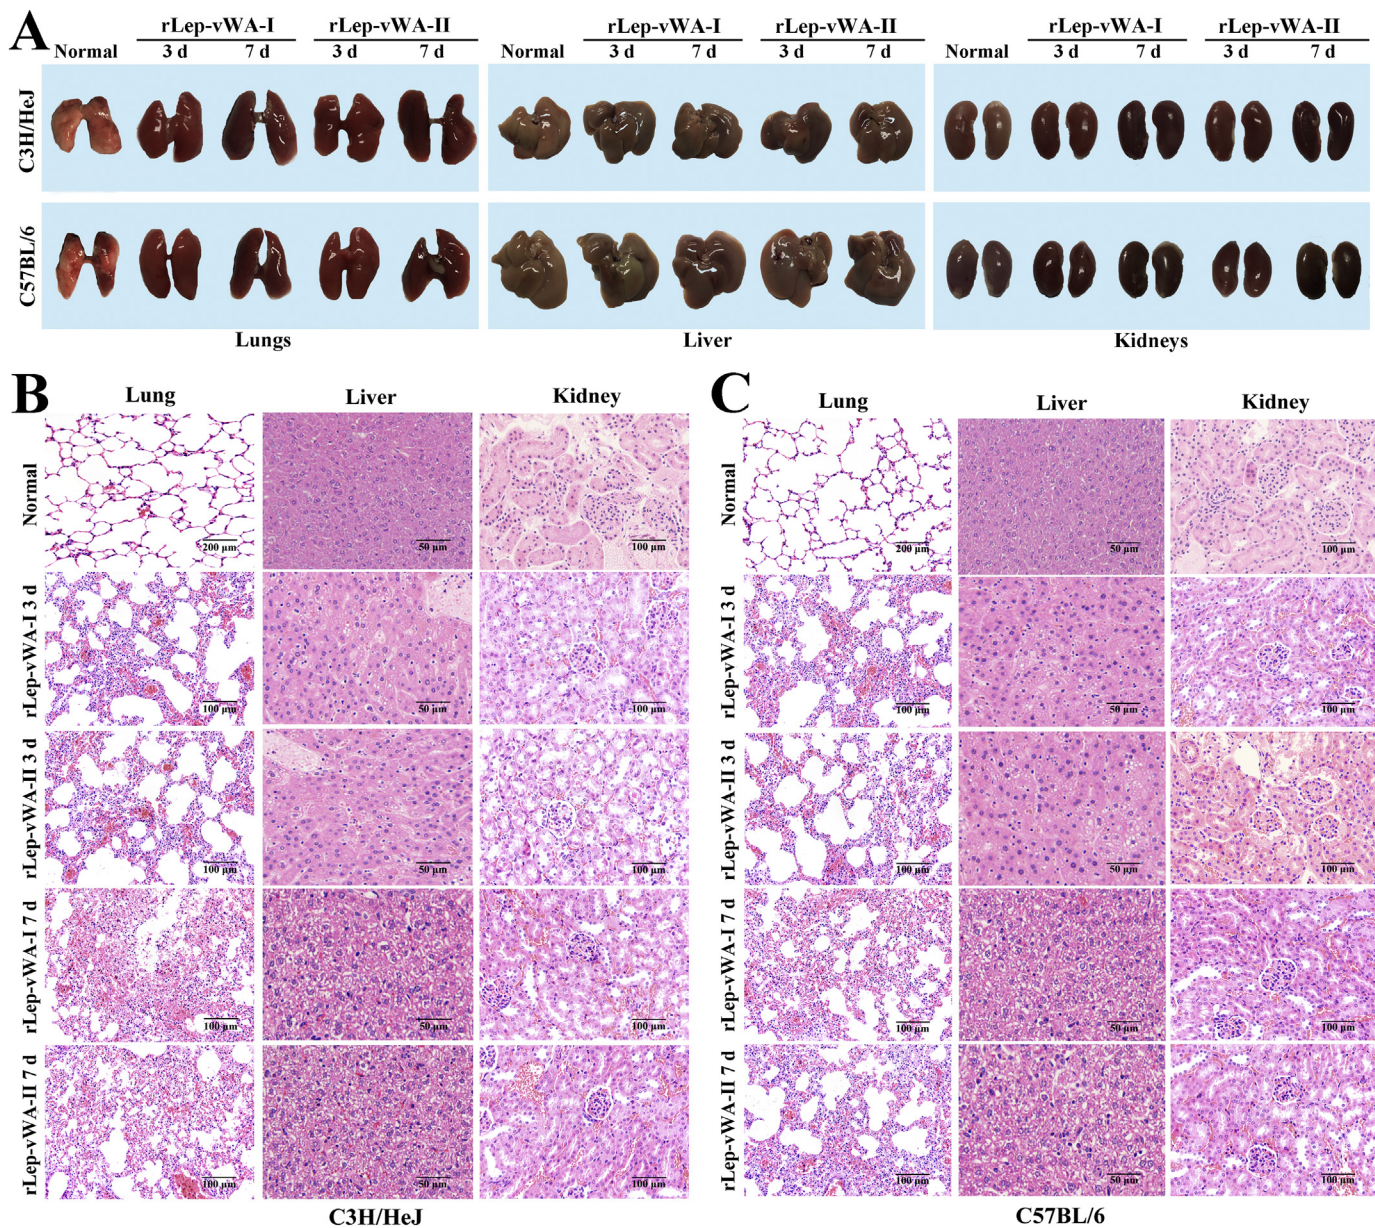 A
rLep-vWA-I rLep-vWA-II rLep-vWA-I rLep-vWA-II rLep-vWA-I rLep-vWA-II
Normal 3 d 7 d 3 d 7 d Normal 3 d 7 d 3 d 7 d Normal 3 d 7 d 3 d 7 d
C3H/HeJ
C57BL/6
Lungs Liver Kidneys
B
Lung Liver Kidney
Normal
200 µm 50 µm 100 µm
rLep-vWA-I 3 d
100 µm 50 µm 100 µm
rLep-vWA-II 3 d
100 µm 50 µm 100 µm
rLep-vWA-I 7 d
100 µm 50 µm 100 µm
rLep-vWA-II 7 d
100 µm 50 µm 100 µm
C3H/HeJ
C
Lung Liver Kidney
Normal
200 µm 50 µm 100 µm
rLep-vWA-I 3 d
100 µm 50 µm 100 µm
rLep-vWA-II 3 d
100 µm 50 µm 100 µm
rLep-vWA-I 7 d
100 µm 50 µm 100 µm
rLep-vWA-II 7 d
100 µm 50 µm 100 µm
C57BL/6